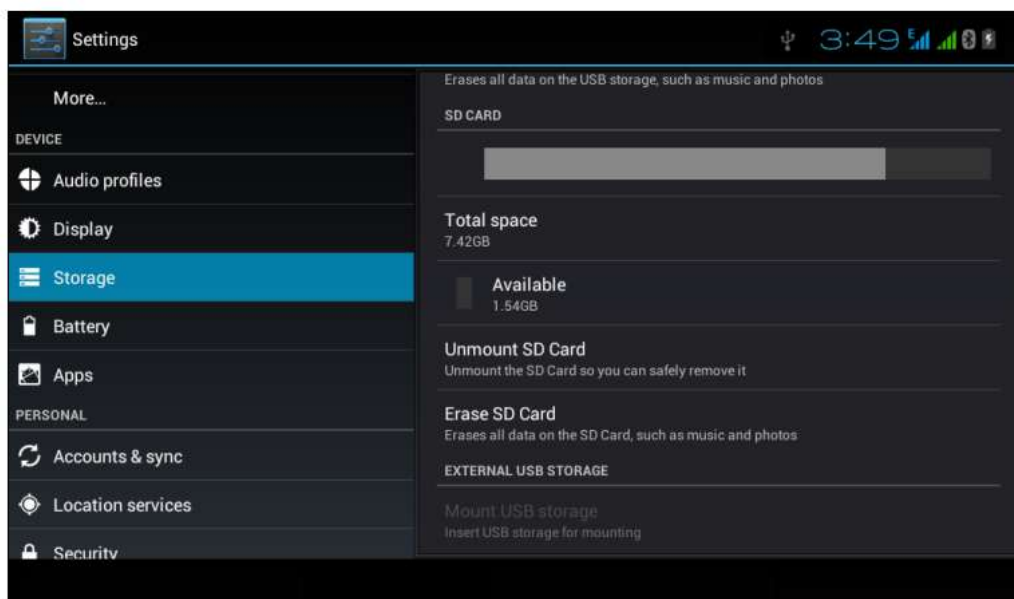 Settings
3:49
E
More...
DEVICE
Audio profiles
Display
Storage
Battery
Apps
PERSONAL
Accounts & sync
Location services
Security
Erases all data on the USB storage, such as music and photos
SD CARD
Total space
7.42GB
Available
1.54GB
Unmount SD Card
Unmount the SD Card so you can safely remove it
Erase SD Card
Erases all data on the SD Card, such as music and photos
EXTERNAL USB STORAGE
Mount USB storage
Insert USB storage for mounting